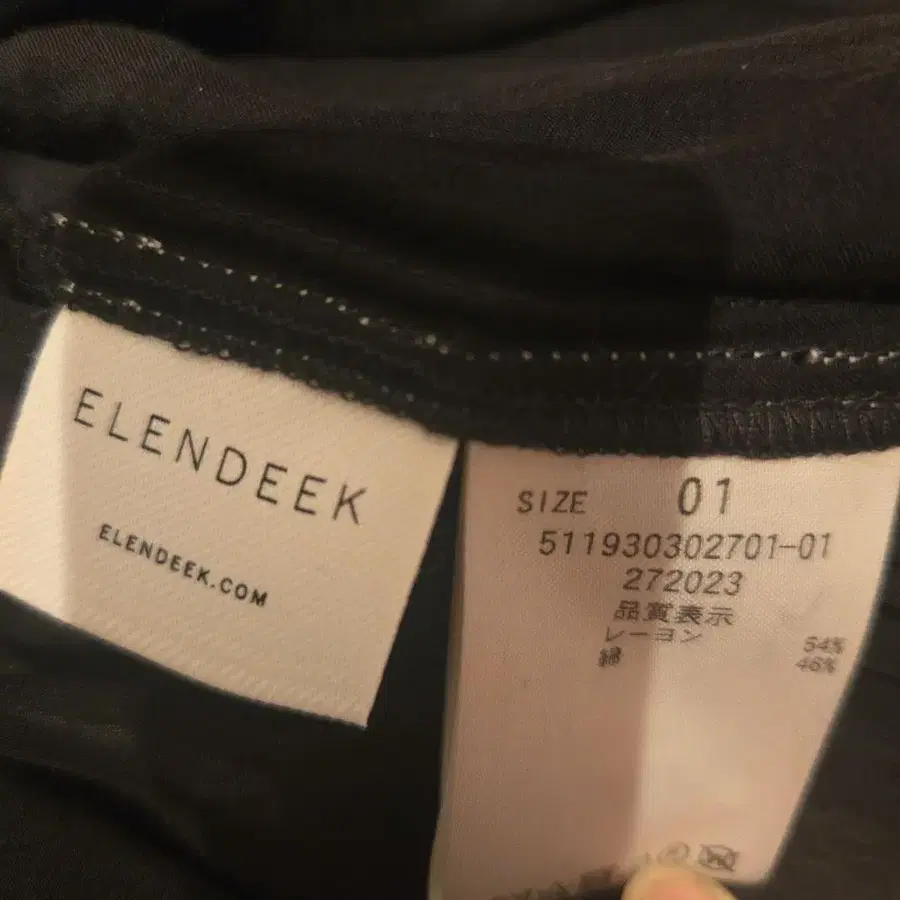 ELENDEEK
ELENDEEK.COM
SIZE 01
511930302701-01
272023
品質表示
レーヨン 54%
綿 46%